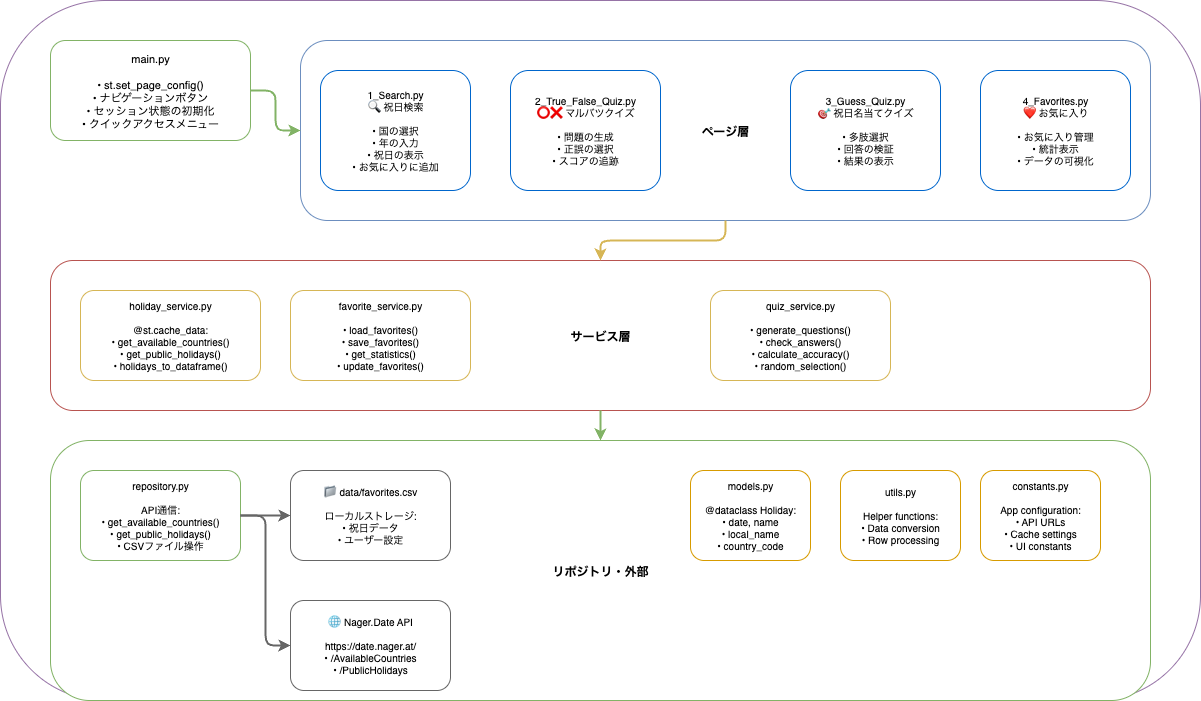 main.py
• st.set_page_config()
• ナビゲーションボタン
• セッション状態の初期化
• クイックアクセスメニュー
1_Search.py
🔍 祝日検索
• 国の選択
• 年の入力
• 祝日の表示
• お気に入りに追加
2_True_False_Quiz.py
⭕❌ マルバツクイズ
• 問題の生成
• 正誤の選択
• スコアの追跡
ページ層
3_Guess_Quiz.py
🎯 祝日名当てクイズ
• 多肢選択
• 回答の検証
• 結果の表示
4_Favorites.py
❤️ お気に入り
• お気に入り管理
• 統計表示
• データの可視化
holiday_service.py
@st.cache_data:
• get_available_countries()
• get_public_holidays()
• holidays_to_dataframe()
favorite_service.py
• load_favorites()
• save_favorites()
• get_statistics()
• update_favorites()
サービス層
quiz_service.py
• generate_questions()
• check_answers()
• calculate_accuracy()
• random_selection()
repository.py
API通信:
• get_available_countries()
• get_public_holidays()
• CSVファイル操作
📁 data/favorites.csv
ローカルストレージ:
• 祝日データ
• ユーザー設定
🌐 Nager.Date API
https://date.nager.at/
• /AvailableCountries
• /PublicHolidays
リポジトリ・外部
models.py
@dataclass Holiday:
• date, name
• local_name
• country_code
utils.py
Helper functions:
• Data conversion
• Row processing
constants.py
App configuration:
• API URLs
• Cache settings
• UI constants